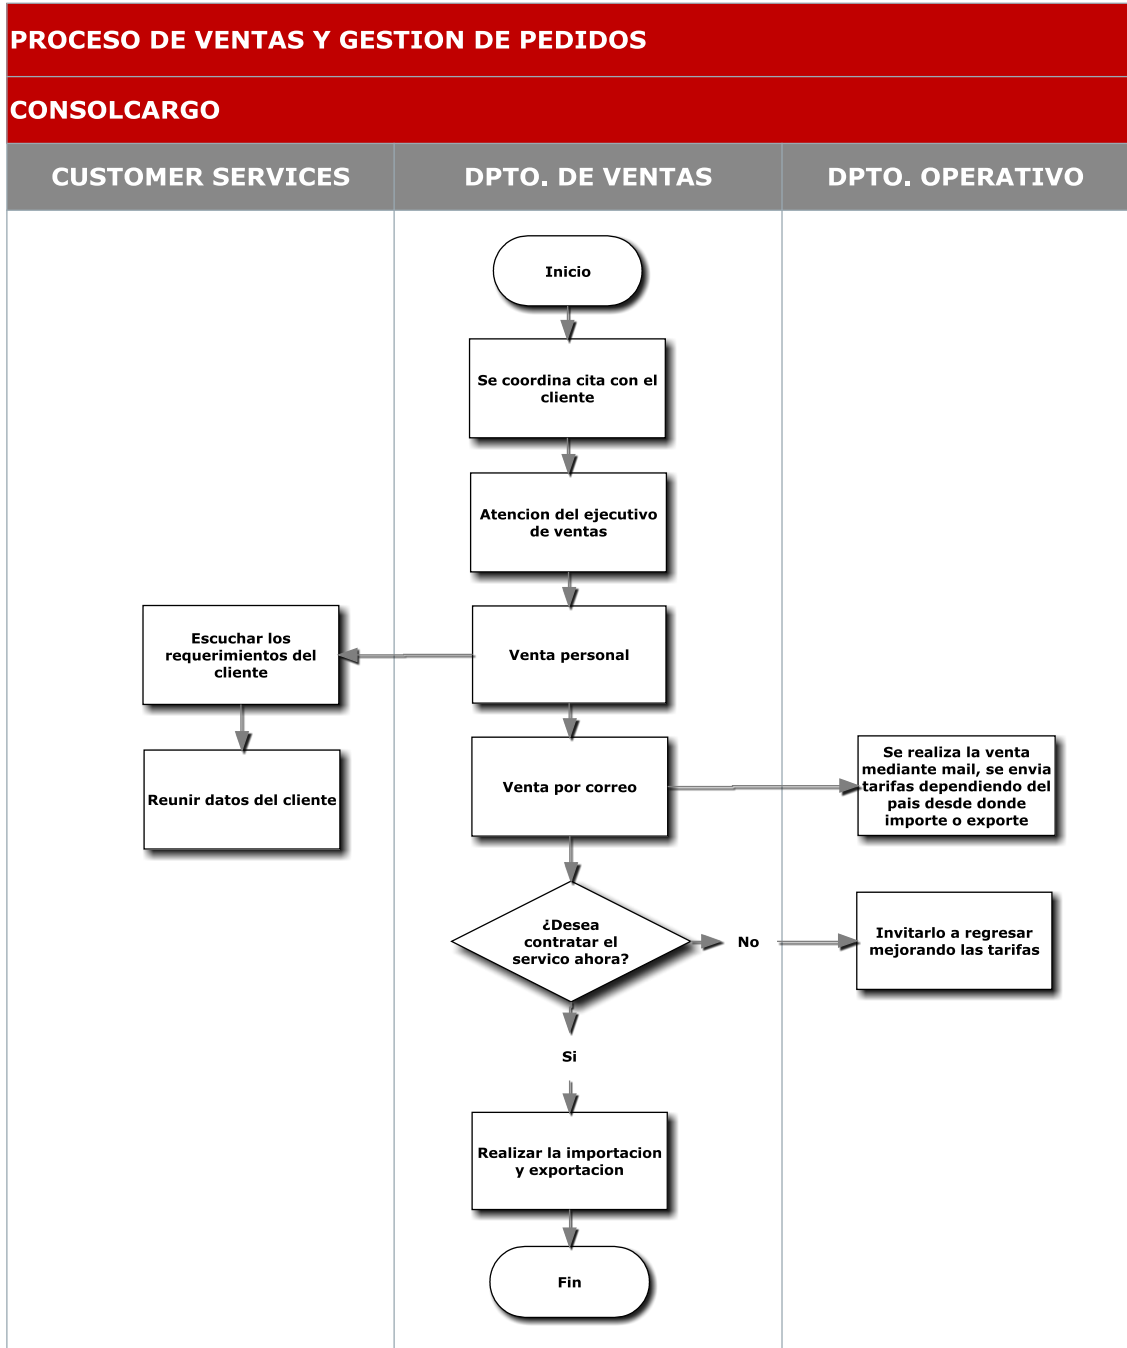 PROCESO DE VENTAS Y GESTION DE PEDIDOS
CONSOLCARGO
CUSTOMER SERVICES
DPTO. DE VENTAS
DPTO. OPERATIVO
Inicio
Se coordina cita con el
cliente
Atencion del ejecutivo
de ventas
Escuchar los
requerimientos del
cliente
Venta personal
Reunir datos del cliente
Venta por correo
Se realiza la venta
mediante mail, se envia
tarifas dependiendo del
pais desde donde
importe o exporte
¿Desea
contratar el
servico ahora?
No
Invitarlo a regresar
mejorando las tarifas
Si
Realizar la importacion
y exportacion
Fin